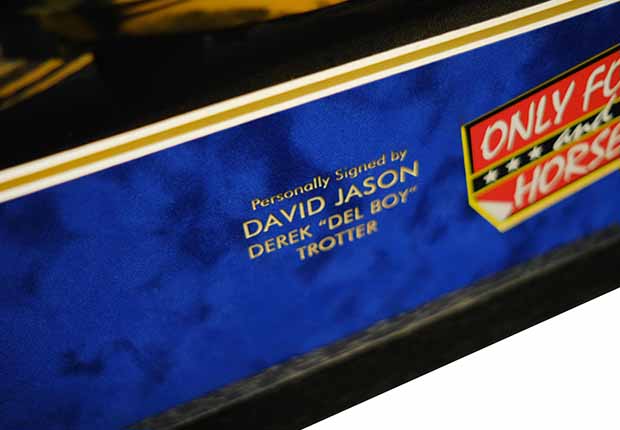 Personally Signed by
DAVID JASON
DEREK "DEL BOY"
TROTTER
ONLY FO
and
HORSE